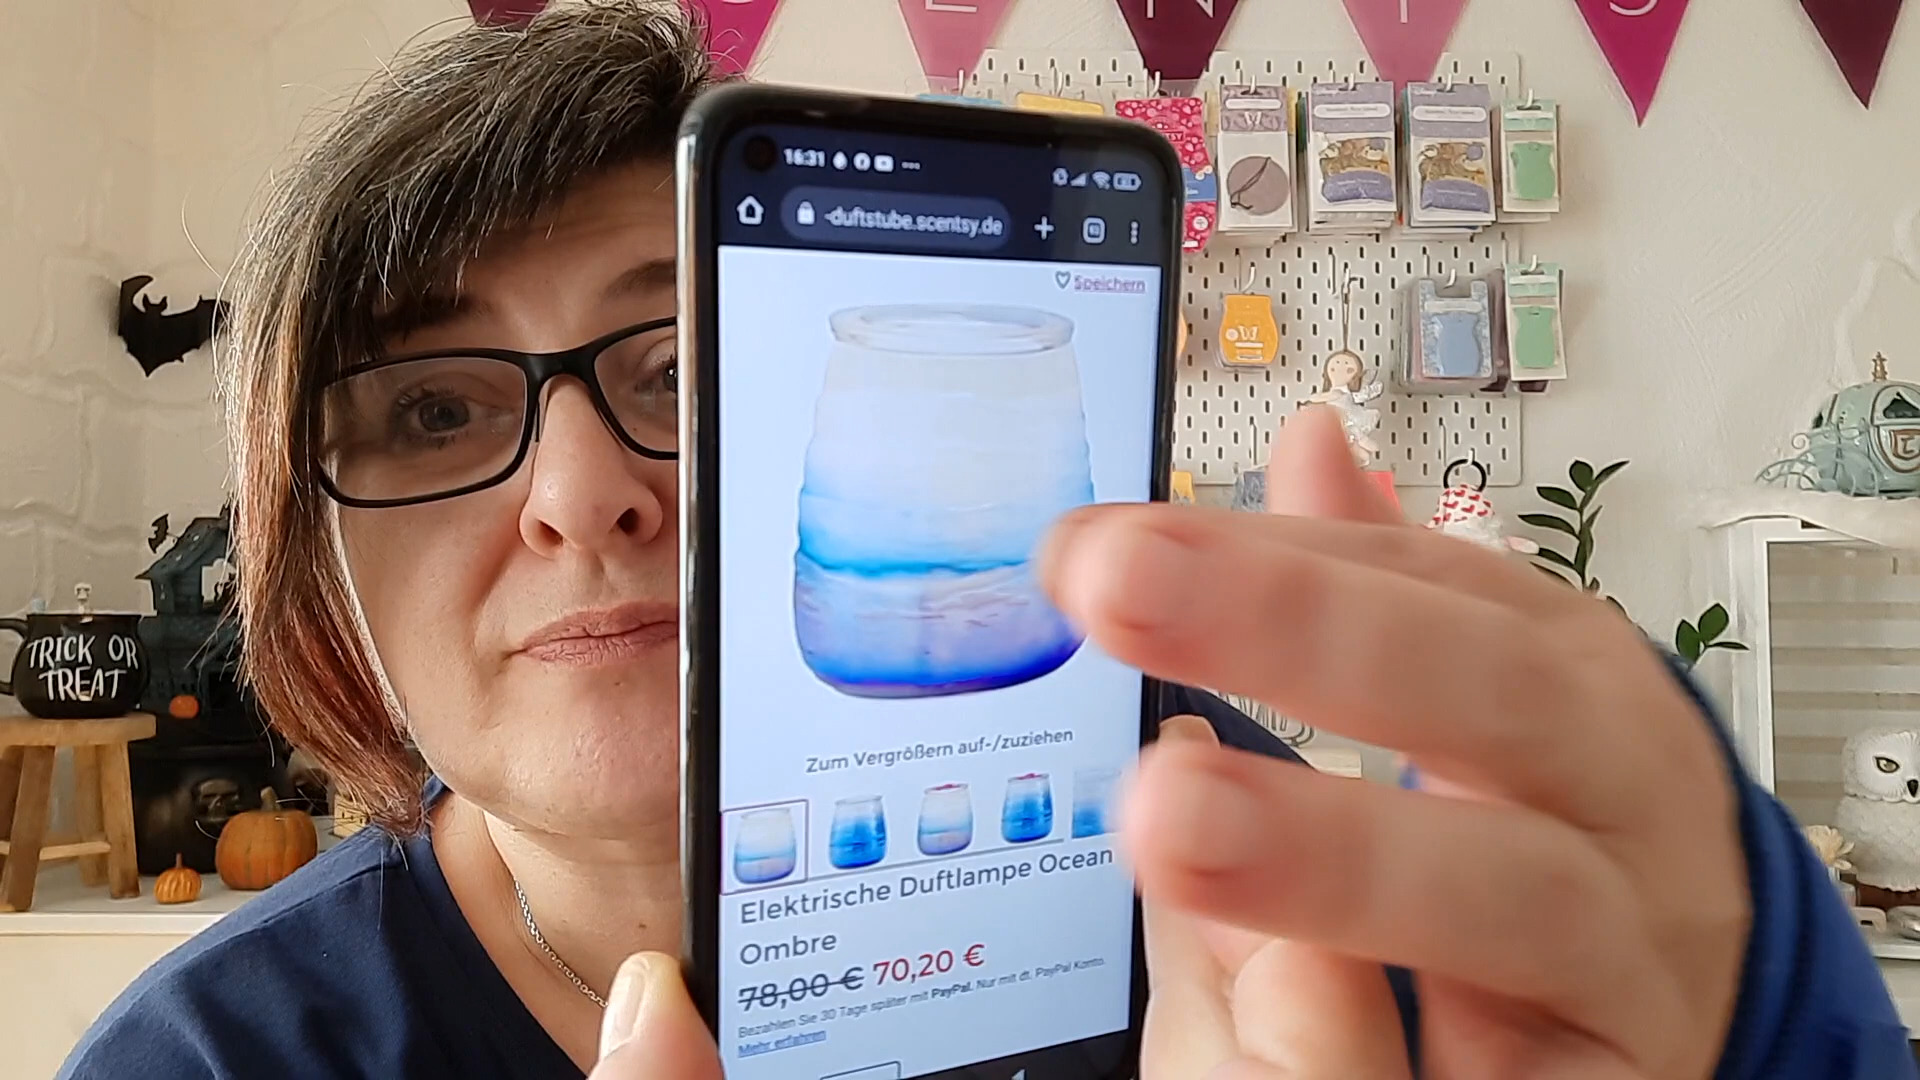 C E N T S
16:31
-duftstube.scentsy.de
Speichern
Zum Vergrößern auf-/zuziehen
Elektrische Duftlampe Ocean
Ombre
78,00 € 70,20 €
Bezahlen Sie 30 Tage später mit PayPal. Nur mit dt. PayPal Konto.
Mehr erfahren
TRICK OR
TREAT